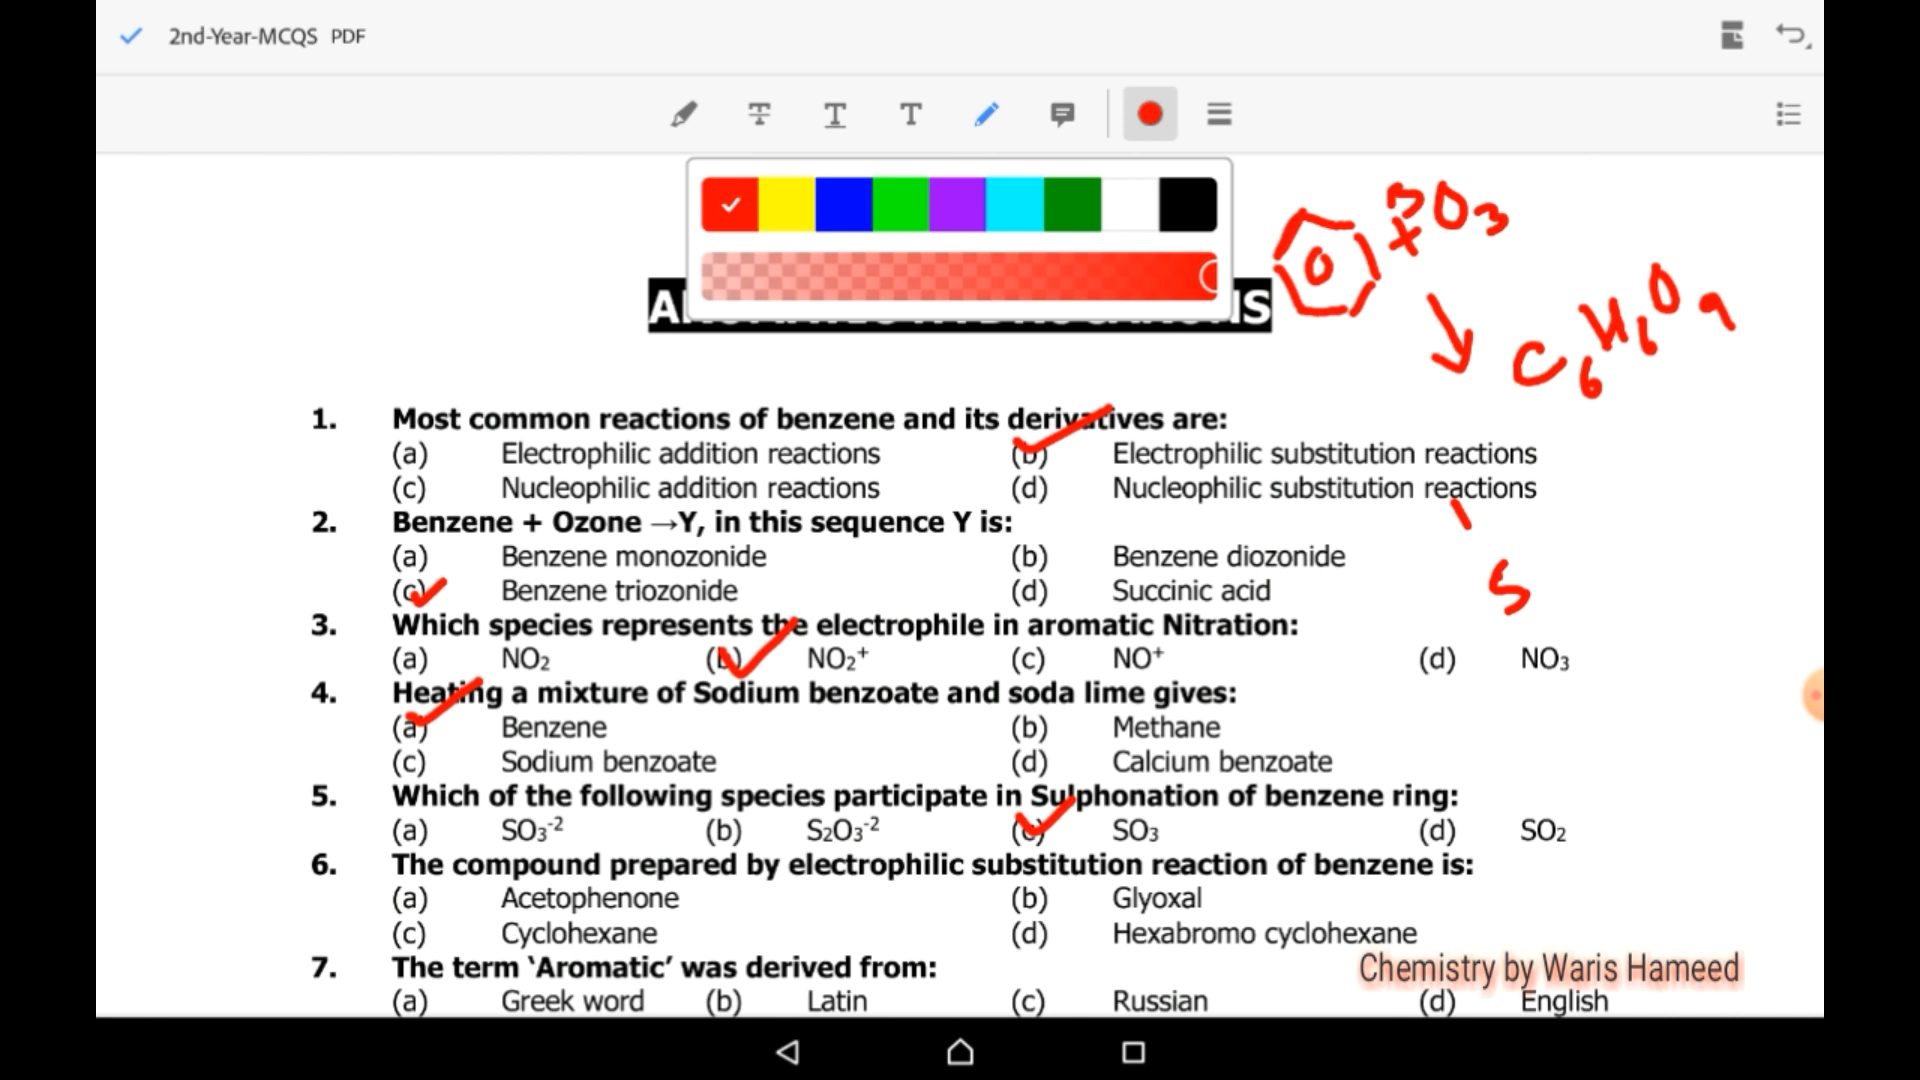 2nd-Year-MCQS PDF
+ 3O3
C6H6O9
1. Most common reactions of benzene and its derivatives are:
(a) Electrophilic addition reactions (b) Electrophilic substitution reactions
(c) Nucleophilic addition reactions (d) Nucleophilic substitution reactions
2. Benzene + Ozone →Y, in this sequence Y is:
(a) Benzene monozonide (b) Benzene diozonide
(c) Benzene triozonide (d) Succinic acid
3. Which species represents the electrophile in aromatic Nitration:
(a) NO₂ (b) NO₂⁺ (c) NO⁺ (d) NO₃
4. Heating a mixture of Sodium benzoate and soda lime gives:
(a) Benzene (b) Methane
(c) Sodium benzoate (d) Calcium benzoate
5. Which of the following species participate in Sulphonation of benzene ring:
(a) SO₃⁻² (b) S₂O₃⁻² (c) SO₃ (d) SO₂
6. The compound prepared by electrophilic substitution reaction of benzene is:
(a) Acetophenone (b) Glyoxal
(c) Cyclohexane (d) Hexabromo cyclohexane
7. The term ‘Aromatic’ was derived from:
Chemistry by Waris Hameed
(a) Greek word (b) Latin (c) Russian (d) English